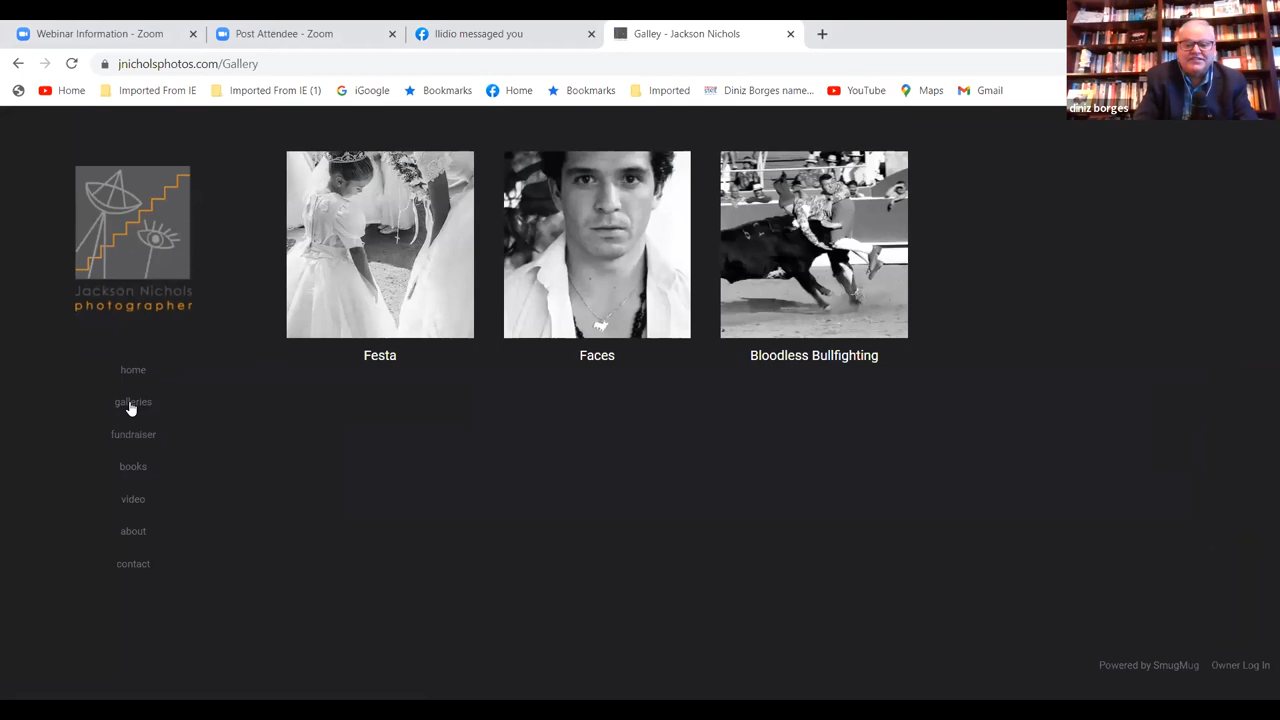 Webinar Information - Zoom
Post Attendee - Zoom
Ilidio messaged you
Galley - Jackson Nichols
jnicholsphotos.com/Gallery
Home
Imported From IE
Imported From IE (1)
iGoogle
Bookmarks
Home
Bookmarks
Imported
Diniz Borges name...
YouTube
Maps
Gmail
diniz borges
Jackson Nichols
photographer
Festa
Faces
Bloodless Bullfighting
home
galleries
fundraiser
books
video
about
contact
Powered by SmugMug
Owner Log In